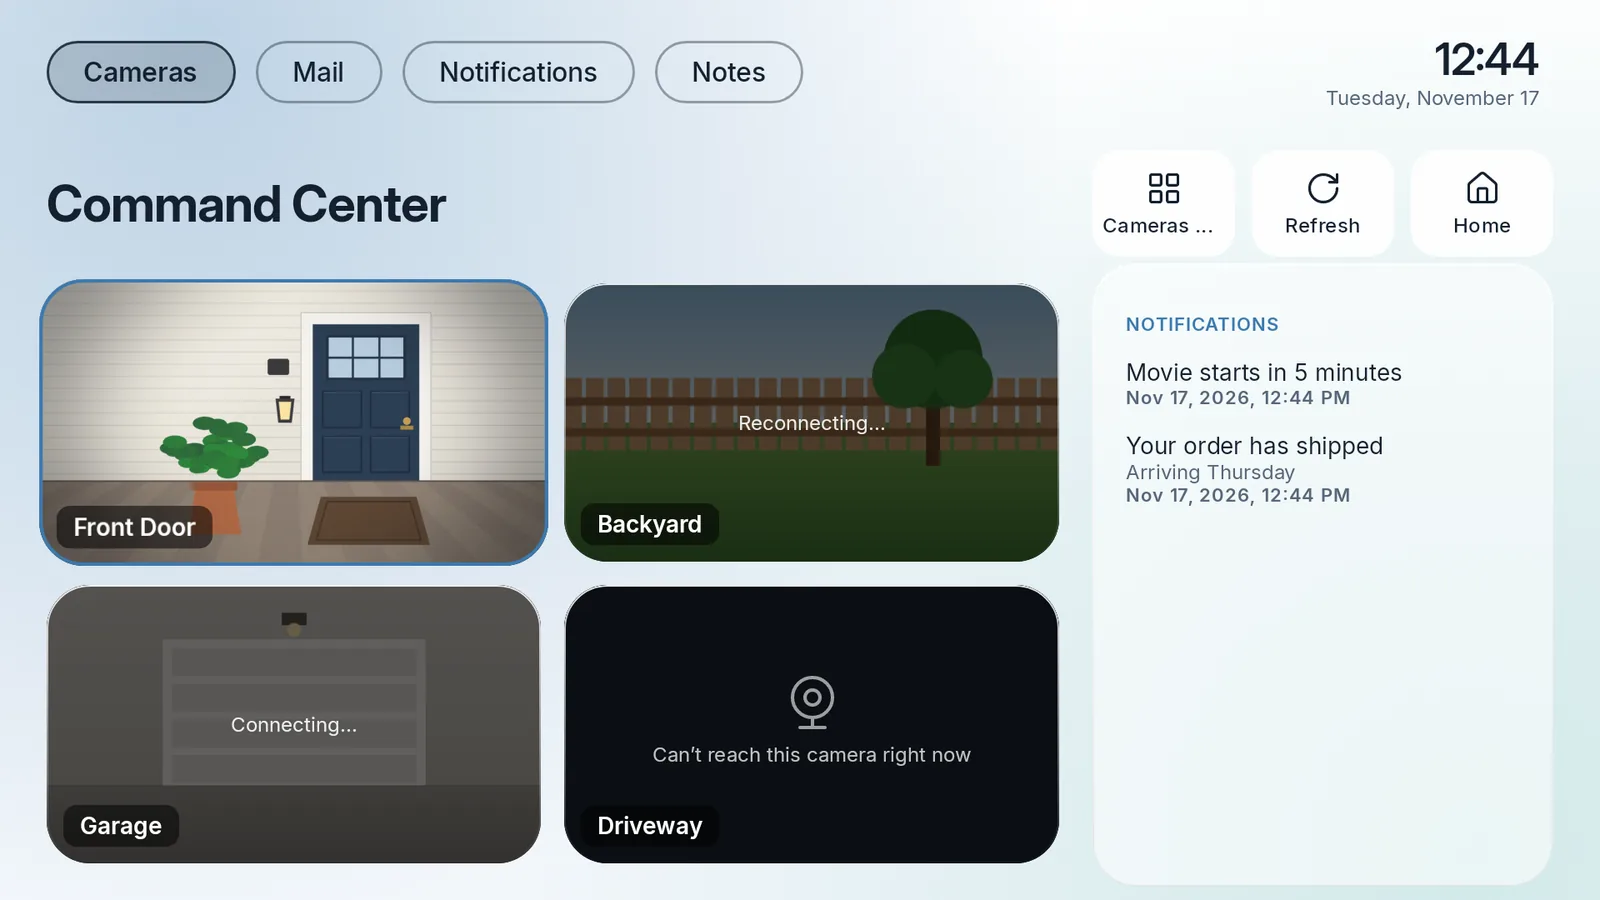 Cameras
Mail
Notifications
Notes
12:44
Tuesday, November 17
Command Center
Cameras ...
Refresh
Home
Front Door
Reconnecting...
Backyard
Connecting...
Garage
Can’t reach this camera right now
Driveway
NOTIFICATIONS
Movie starts in 5 minutes
Nov 17, 2026, 12:44 PM
Your order has shipped
Arriving Thursday
Nov 17, 2026, 12:44 PM